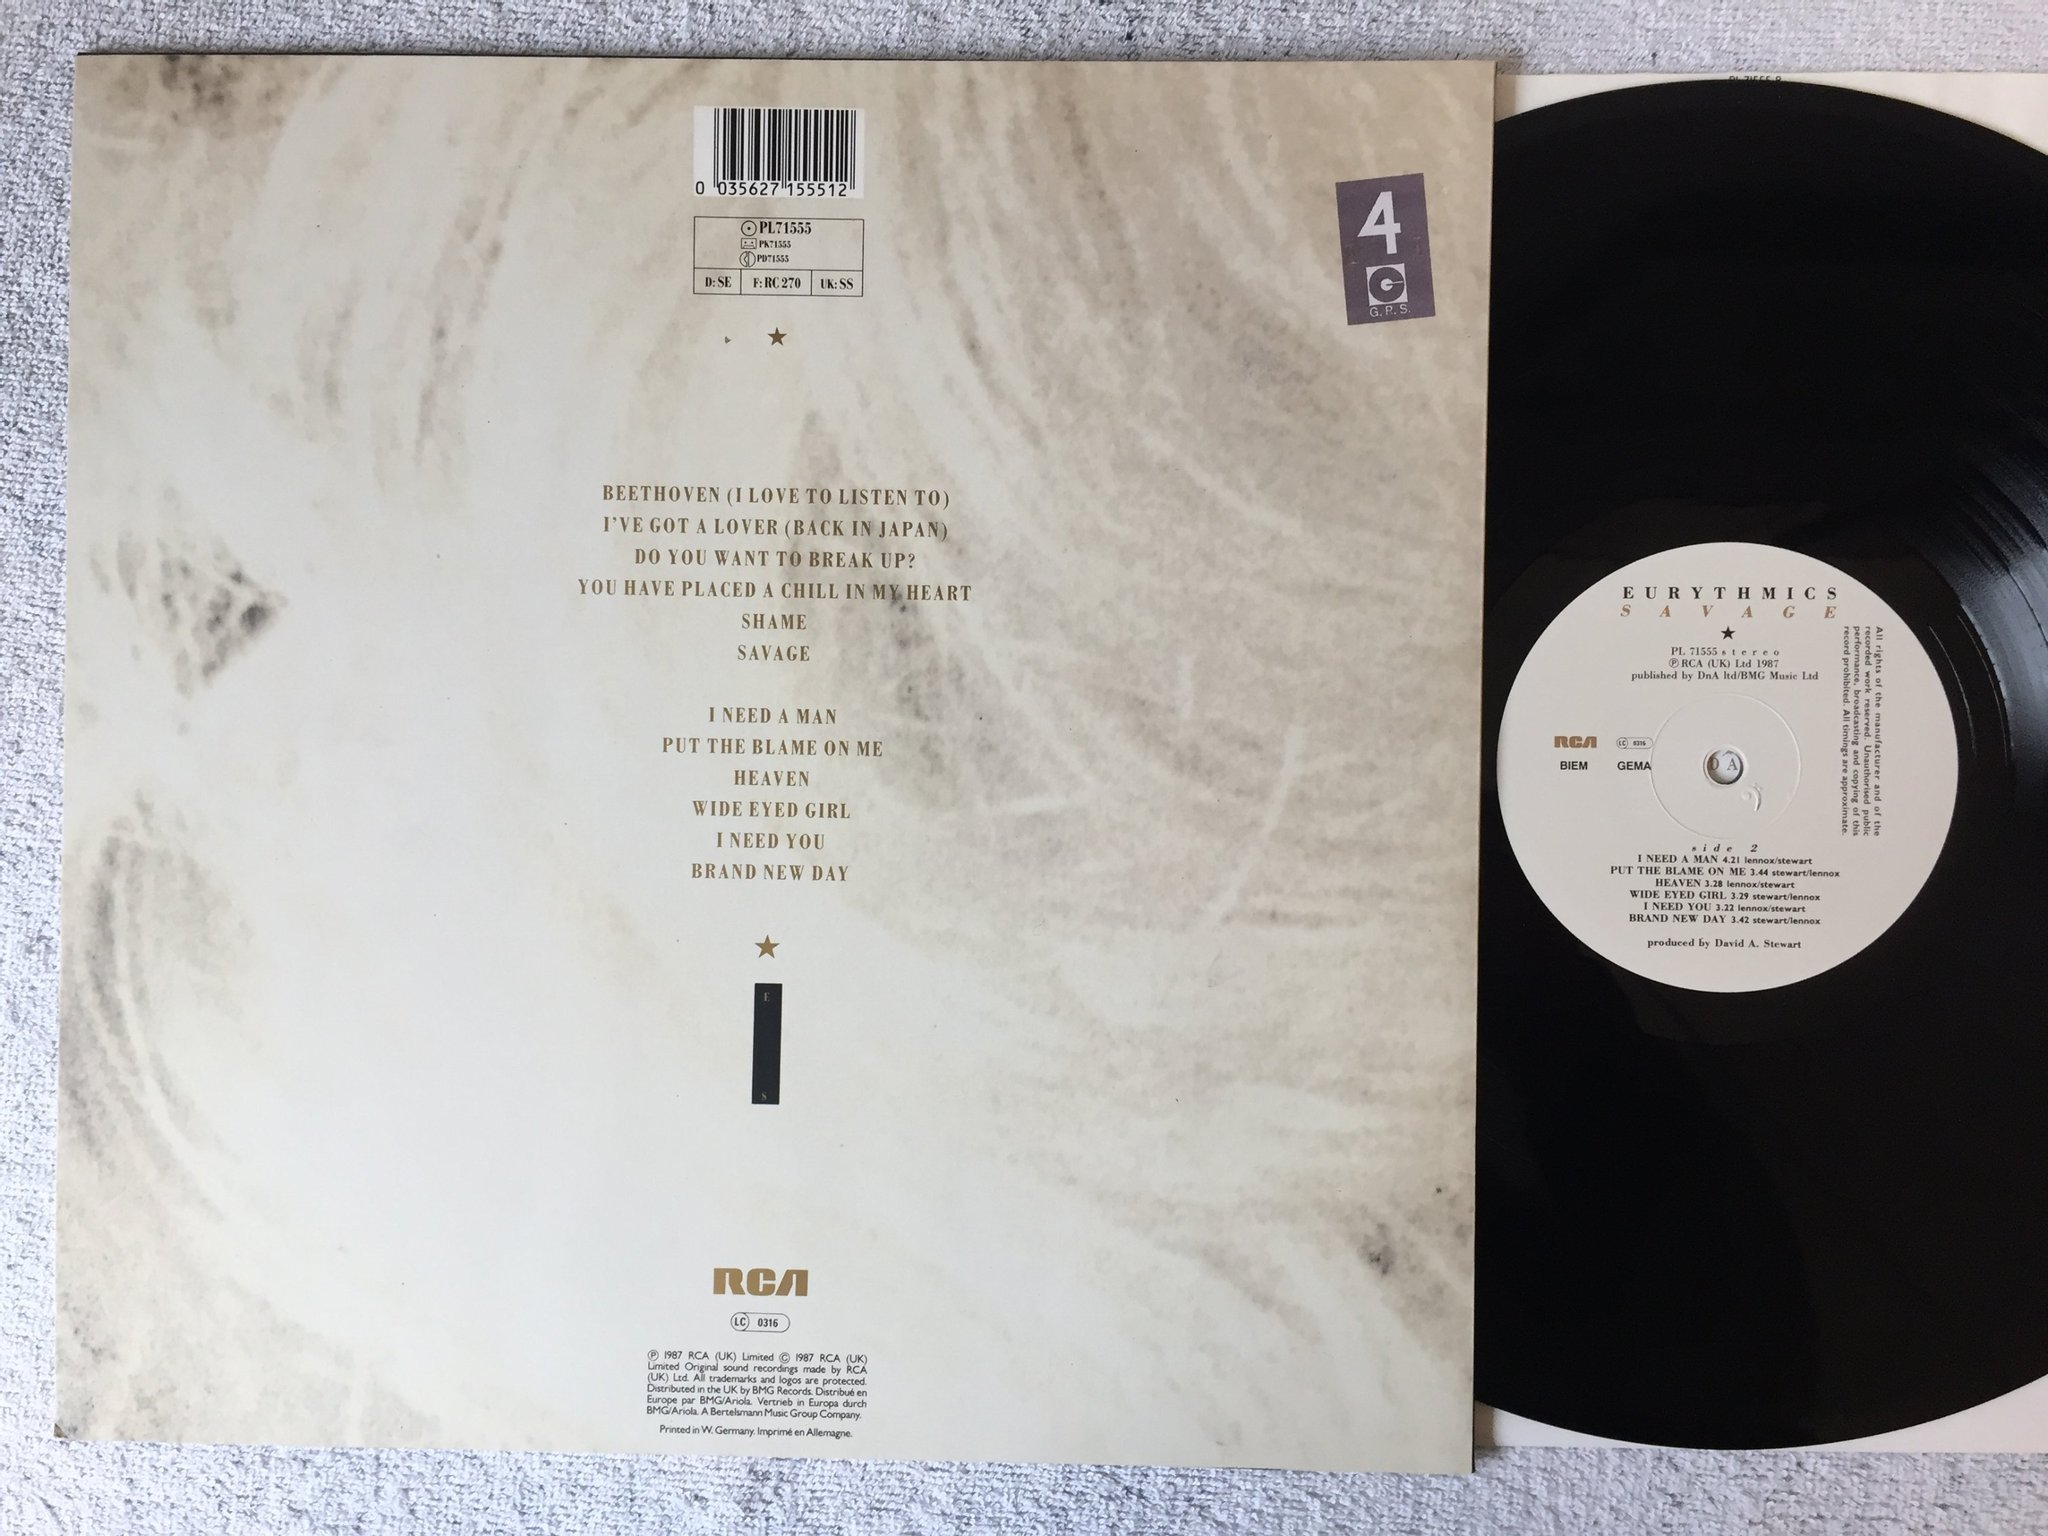 0 035627 155512
PL71555
PK71555
PD71555
D: SE F: RC 270 UK: SS
4
G
G.P.S.
BEETHOVEN (I LOVE TO LISTEN TO)
I'VE GOT A LOVER (BACK IN JAPAN)
DO YOU WANT TO BREAK UP?
YOU HAVE PLACED A CHILL IN MY HEART
SHAME
SAVAGE
I NEED A MAN
PUT THE BLAME ON ME
HEAVEN
WIDE EYED GIRL
I NEED YOU
BRAND NEW DAY
E
S
RCA
LC 0316
℗ 1987 RCA (UK) Limited © 1987 RCA (UK)
Limited Original sound recordings made by RCA
(UK) Ltd. All trademarks and logos are protected.
Distributed in the UK by BMG Records. Distribué en
Europe par BMG/Ariola. Vertrieb in Europa durch
BMG/Ariola. A Bertelsmann Music Group Company.
Printed in W. Germany. Imprimé en Allemagne.
EURYTHMICS
SAVAGE
PL 71555 stereo
℗ RCA (UK) Ltd 1987
published by DnA ltd/BMG Music Ltd
All rights of the manufacturer and of the
recorded work reserved. Unauthorised public
performance, broadcasting and copying of this
record prohibited. All timings are approximate.
RCA LC 0316
BIEM GEMA
side 2
I NEED A MAN 4.21 lennox/stewart
PUT THE BLAME ON ME 3.44 stewart/lennox
HEAVEN 3.28 lennox/stewart
WIDE EYED GIRL 3.29 stewart/lennox
I NEED YOU 3.22 lennox/stewart
BRAND NEW DAY 3.42 stewart/lennox
produced by David A. Stewart